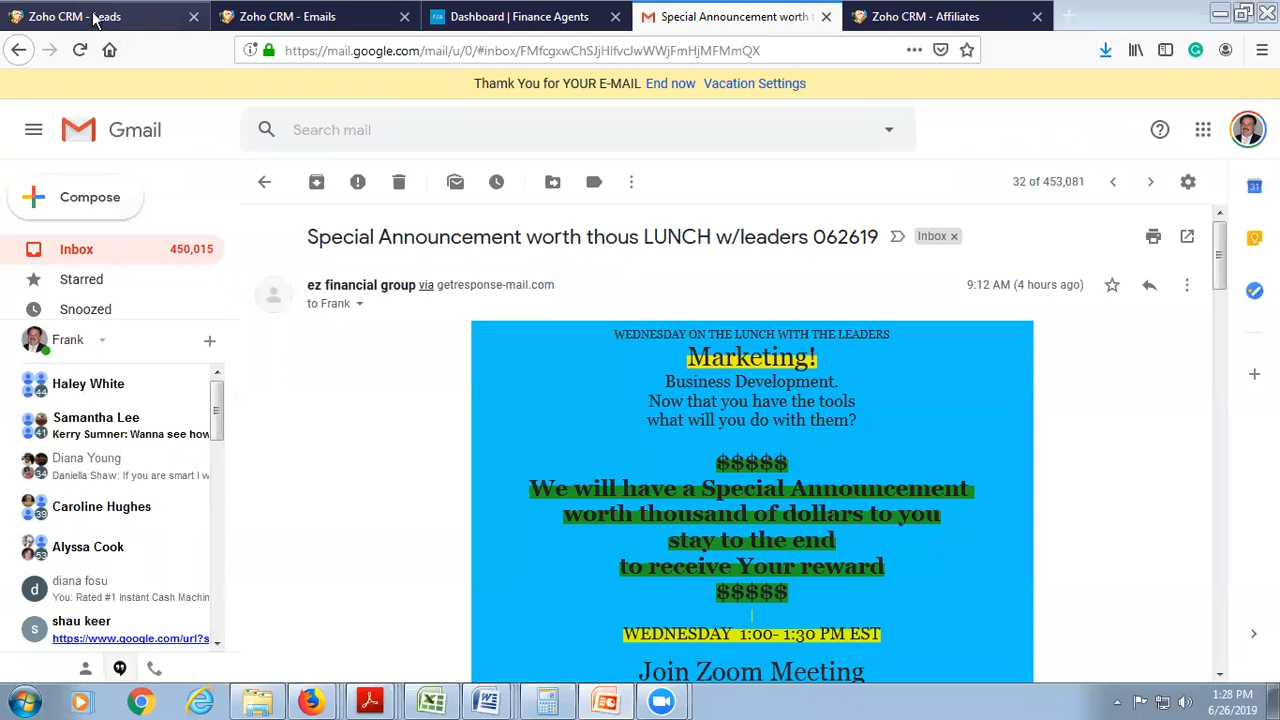 Zoho CRM - Leads
Zoho CRM - Emails
Dashboard | Finance Agents
Special Announcement worth t
Zoho CRM - Affiliates
https://mail.google.com/mail/u/0/#inbox/FMfcgxwChSJjHlfvcJwWWjFmHjMFMmQX
Thank You for YOUR E-MAIL End now Vacation Settings
Gmail
Search mail
Compose
32 of 453,081
Inbox 450,015
Starred
Snoozed
Frank
Haley White
44
Samantha Lee
Kerry Sumner: Wanna see how
41
Diana Young
Daniella Shaw: If you are smart I w
34
Caroline Hughes
39
Alyssa Cook
53
diana fosu
You: Rated #1 Instant Cash Machin
d
shau keer
https://www.google.com/url?s
s
Special Announcement worth thous LUNCH w/leaders 062619
Inbox x
ez financial group via getresponse-mail.com
9:12 AM (4 hours ago)
to Frank
WEDNESDAY ON THE LUNCH WITH THE LEADERS
Marketing!
Business Development.
Now that you have the tools
what will you do with them?
$$$$$
We will have a Special Announcement
worth thousand of dollars to you
stay to the end
to receive Your reward
$$$$$
WEDNESDAY 1:00- 1:30 PM EST
Join Zoom Meeting
31
1:28 PM
6/26/2019